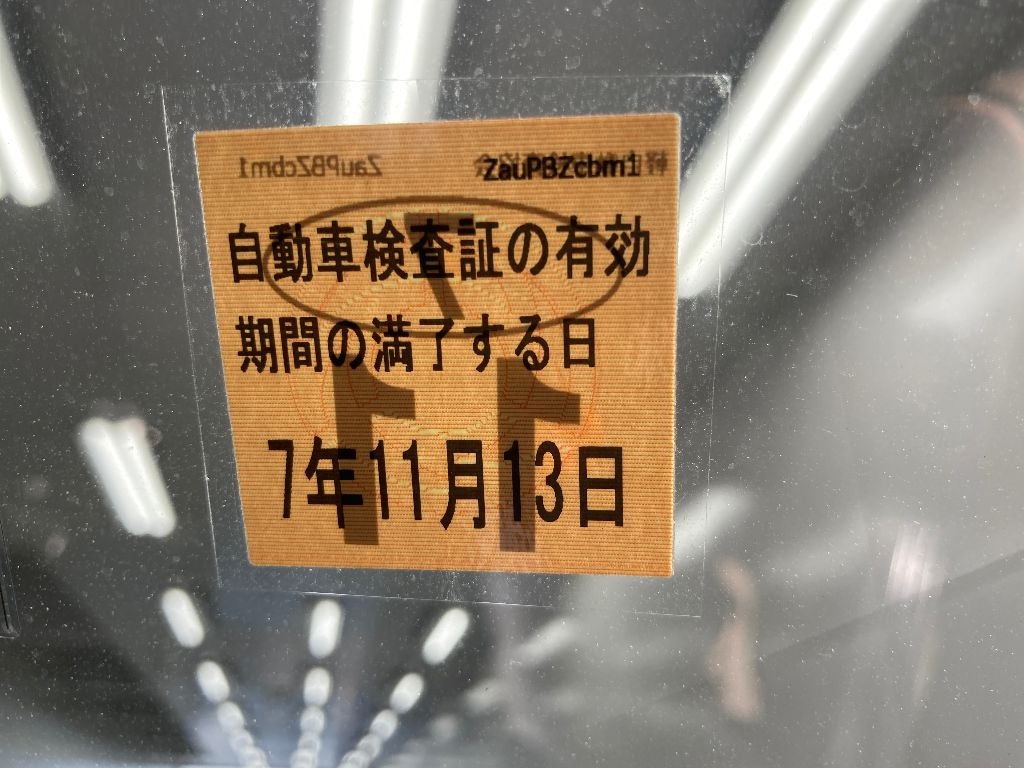 ZauPBZcbm1
自動車検査証の有効
期間の満了する日
7年11月13日